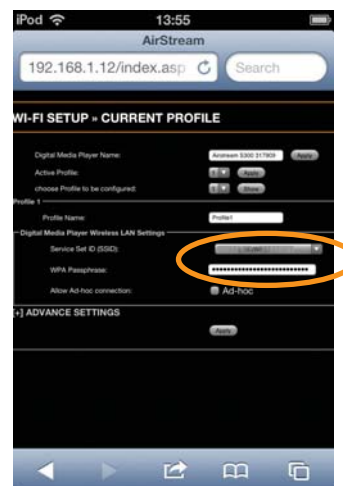 iPod 13:55
AirStream
192.168.1.12/index.asp Search
WI-FI SETUP » CURRENT PROFILE
Digital Media Player Name: Airstream S300 317809 Apply
Active Profile: 1 Apply
choose Profile to be configured: 1 Show
Profile 1
Profile Name: Profile1
Digital Media Player Wireless LAN Settings
Service Set ID (SSID):
WPA Passphrase: ••••••••••••••••••••••••••
Allow Ad-hoc connection: Ad-hoc
[+] ADVANCE SETTINGS
Apply